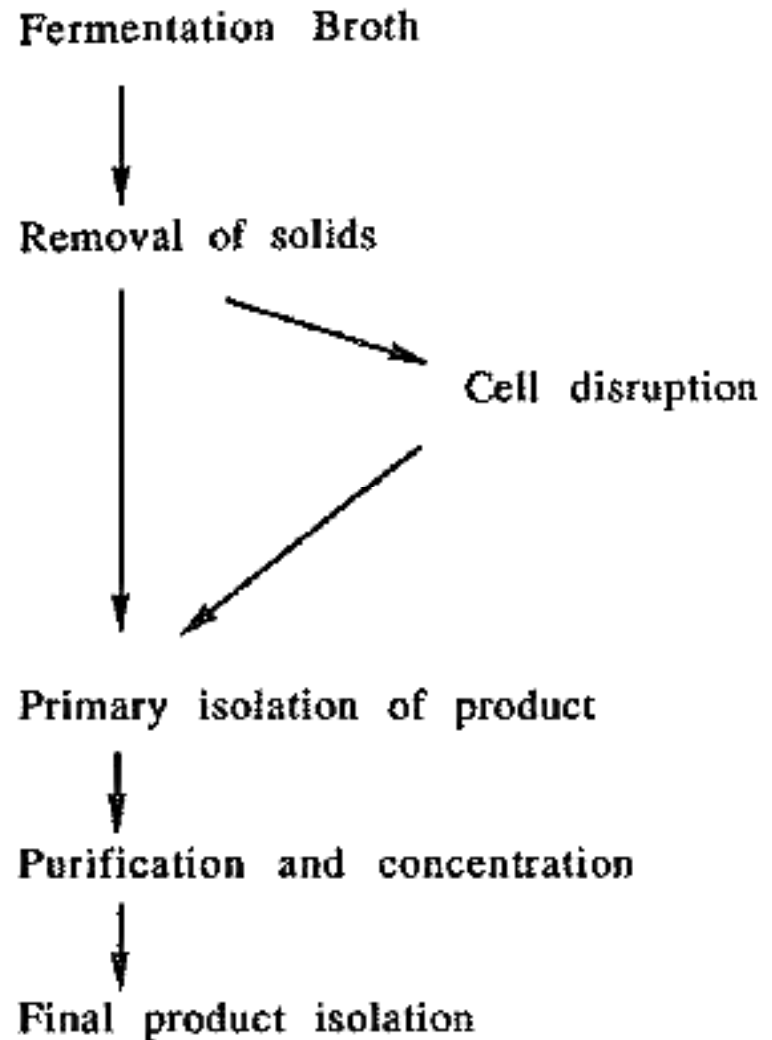 Fermentation Broth
Removal of solids
Cell disruption
Primary isolation of product
Purification and concentration
Final product isolation